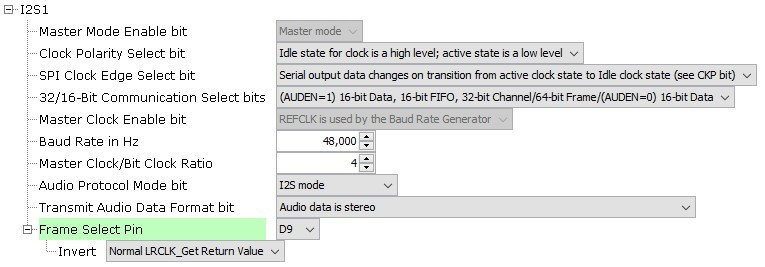 I2S1
Master Mode Enable bit Master mode
Clock Polarity Select bit Idle state for clock is a high level; active state is a low level
SPI Clock Edge Select bit Serial output data changes on transition from active clock state to Idle clock state (see CKP bit)
32/16-Bit Communication Select bits (AUDEN=1) 16-bit Data, 16-bit FIFO, 32-bit Channel/64-bit Frame/(AUDEN=0) 16-bit Data
Master Clock Enable bit REFCLK is used by the Baud Rate Generator
Baud Rate in Hz 48,000
Master Clock/Bit Clock Ratio 4
Audio Protocol Mode bit I2S mode
Transmit Audio Data Format bit Audio data is stereo
Frame Select Pin D9
Invert Normal LRCLK_Get Return Value